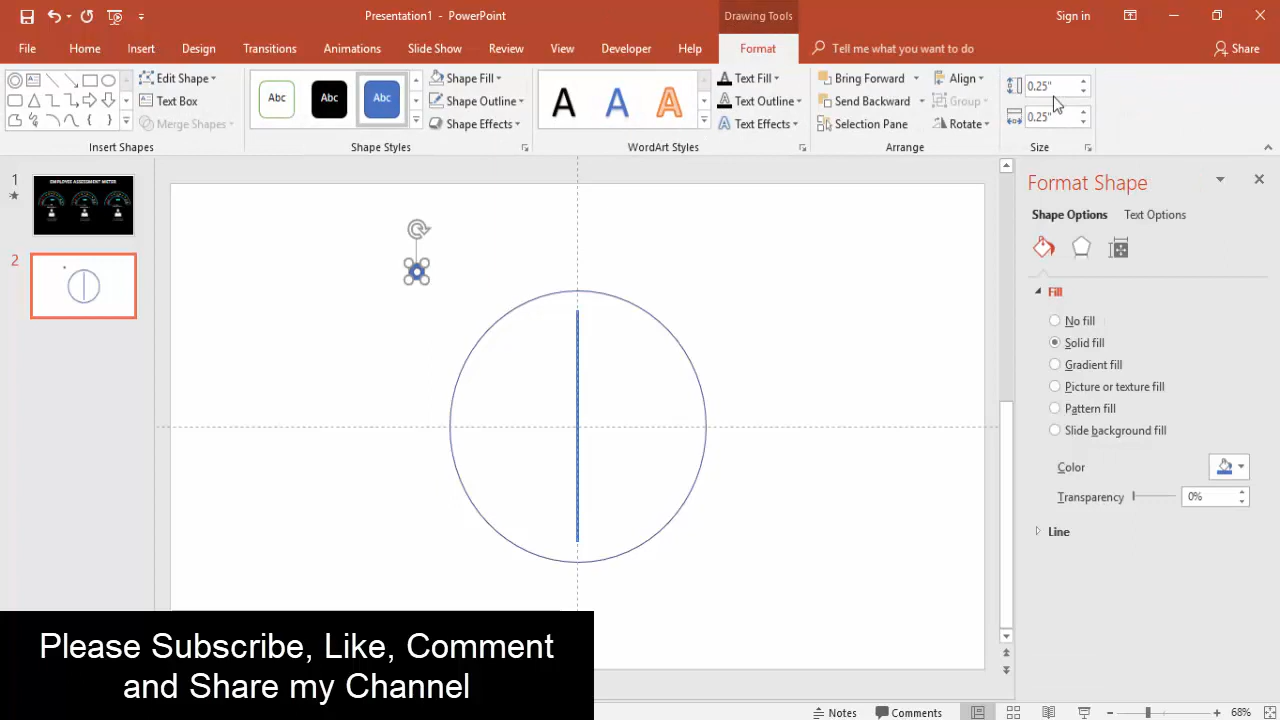 Presentation1 - PowerPoint
Drawing Tools
Sign in
File Home Insert Design Transitions Animations Slide Show Review View Developer Help Format Tell me what you want to do Share
Edit Shape
Text Box
Merge Shapes
Insert Shapes
Abc Abc Abc
Shape Fill
Shape Outline
Shape Effects
Shape Styles
A A A
Text Fill
Text Outline
Text Effects
WordArt Styles
Bring Forward
Send Backward
Selection Pane
Align
Group
Rotate
Arrange
0.25"
0.25"
Size
1
EMPLOYEE ASSESSMENT METER
2
Format Shape
Shape Options Text Options
Fill
No fill
Solid fill
Gradient fill
Picture or texture fill
Pattern fill
Slide background fill
Color
Transparency 0%
Line
Please Subscribe, Like, Comment
and Share my Channel
Notes Comments 68%